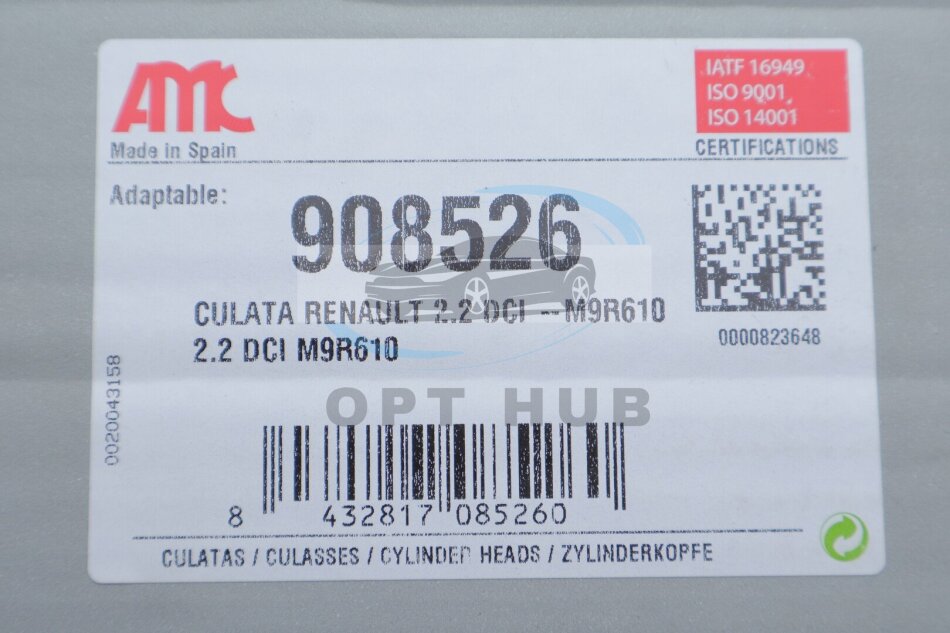 AMC
Made in Spain
IATF 16949
ISO 9001
ISO 14001
CERTIFICATIONS
Adaptable:
908526
CULATA RENAULT 2.2 DCI -- M9R610
2.2 DCI M9R610
0000823648
0020043158
OPT HUB
8 432817 085260
CULATAS / CULASSES / CYLINDER HEADS / ZYLINDERKOPFE